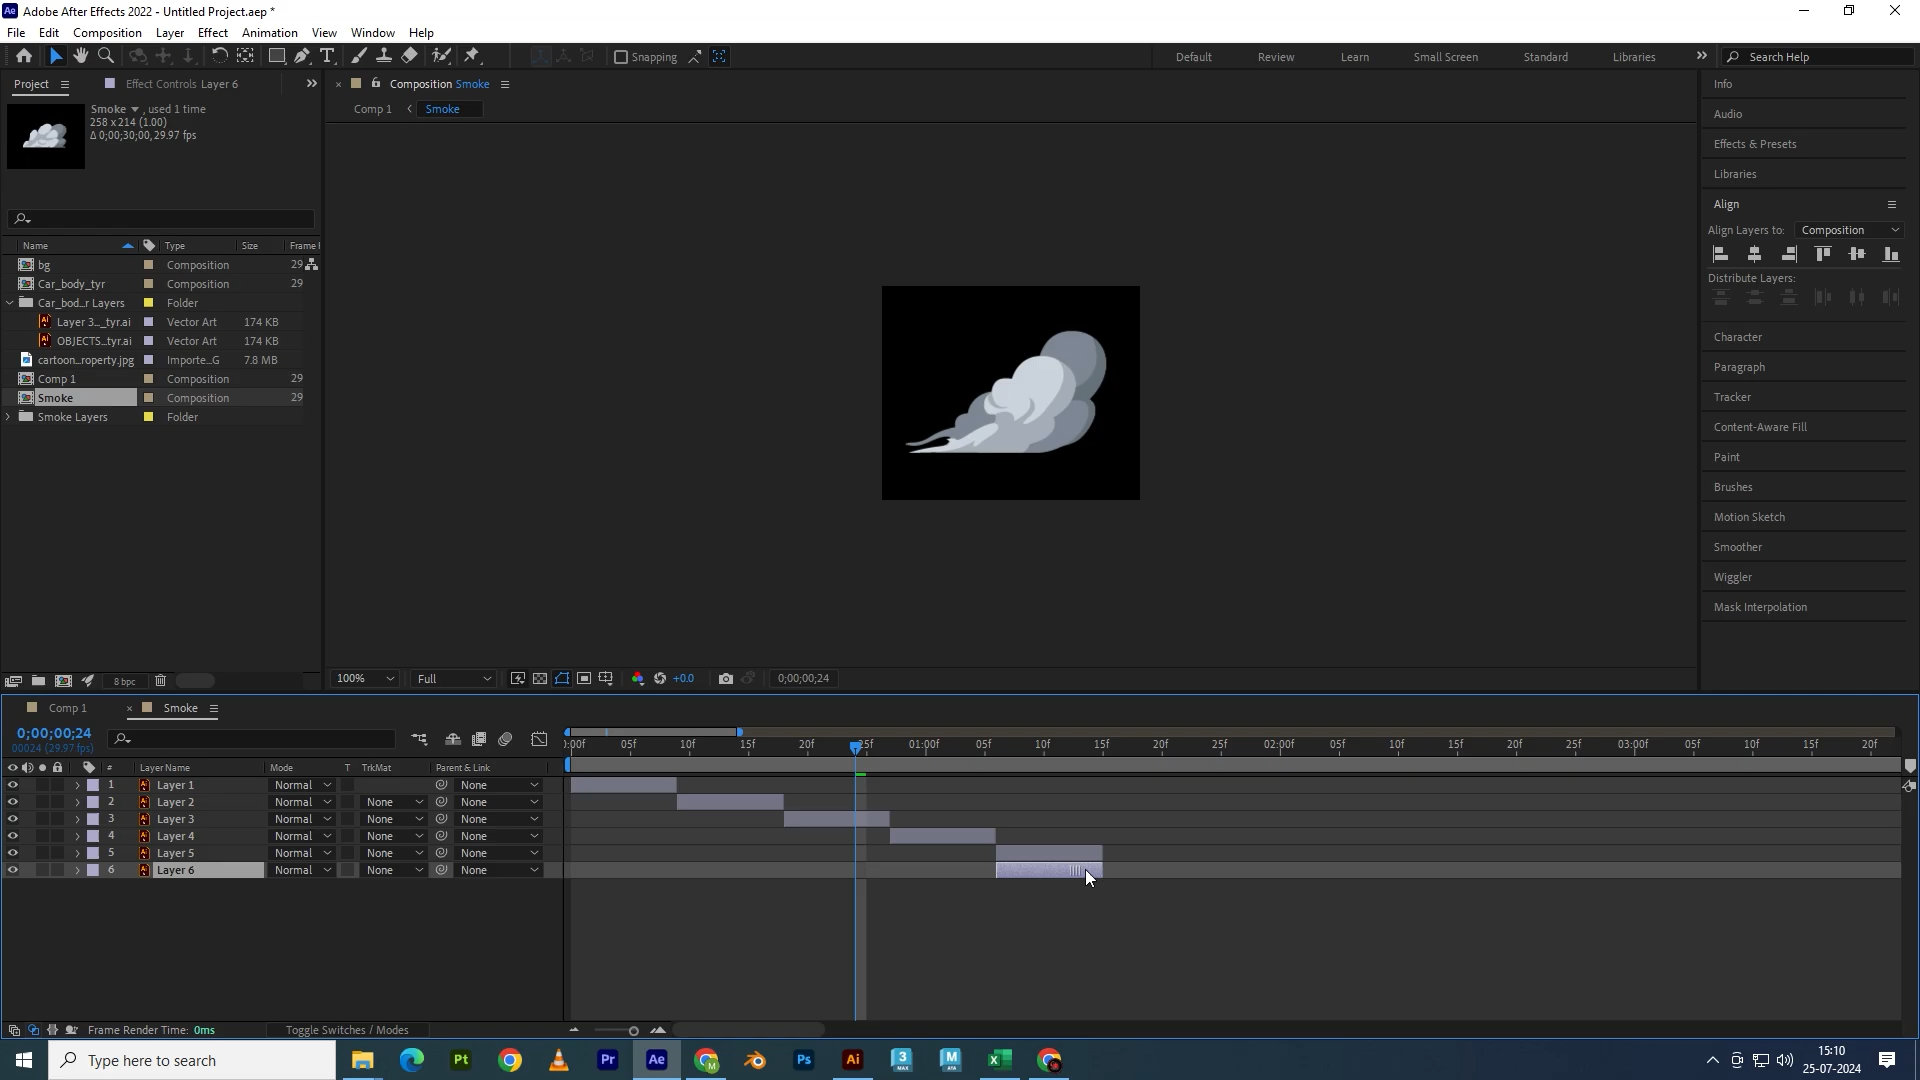 Adobe After Effects 2022 - Untitled Project.aep *
File Edit Composition Layer Effect Animation View Window Help
Snapping Default Review Learn Small Screen Standard Libraries Search Help
Project Effect Controls Layer 6
Composition Smoke
Smoke , used 1 time
258 x 214 (1.00)
Δ 0;00;30;00, 29.97 fps
Comp 1 Smoke
Name Type Size Frame
bg Composition 29
Car_body_tyr Composition 29
Car_bod...r Layers Folder
Layer 3..._tyr.ai Vector Art 174 KB
OBJECTS...tyr.ai Vector Art 174 KB
cartoon...roperty.jpg Importe...G 7.8 MB
Comp 1 Composition 29
Smoke Composition 29
Smoke Layers Folder
Info
Audio
Effects & Presets
Libraries
Align
Align Layers to: Composition
Distribute Layers:
Character
Paragraph
Tracker
Content-Aware Fill
Paint
Brushes
Motion Sketch
Smoother
Wiggler
Mask Interpolation
8 bpc
100% Full +0.0 0;00;00;24
Comp 1 Smoke
0;00;00;24
00024 (29.97 fps)
):00f 05f 10f 15f 20f 25f 01:00f 05f 10f 15f 20f 25f 02:00f 05f 10f 15f 20f 25f 03:00f 05f 10f 15f 20f
# Layer Name Mode T TrkMat Parent & Link
1 Layer 1 Normal None
2 Layer 2 Normal None None
3 Layer 3 Normal None None
4 Layer 4 Normal None None
5 Layer 5 Normal None None
6 Layer 6 Normal None None
Frame Render Time: 0ms Toggle Switches / Modes
Type here to search
15:10
25-07-2024